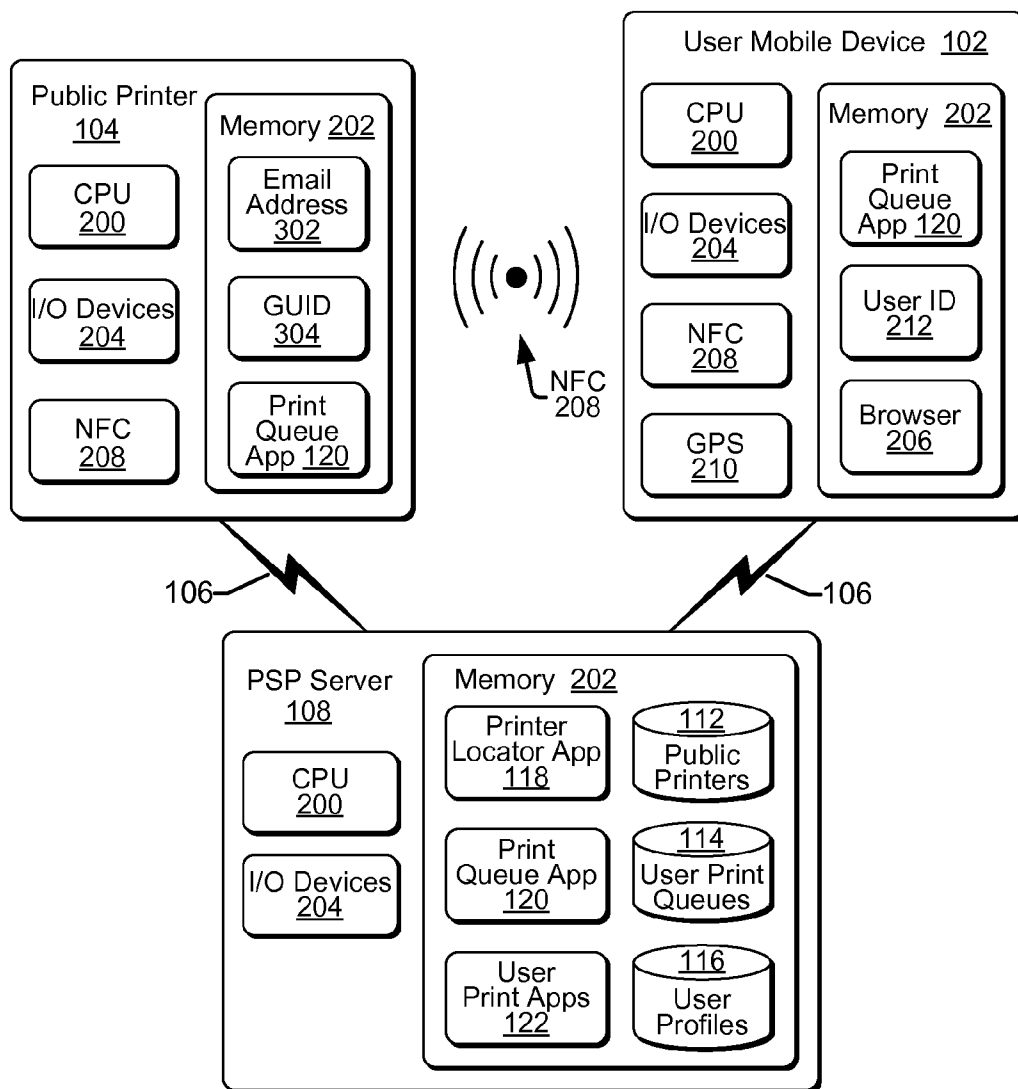 Public Printer
104
CPU
200
I/O Devices
204
NFC
208
Memory 202
Email
Address
302
GUID
304
Print
Queue
App 120
NFC
208
User Mobile Device 102
CPU
200
I/O Devices
204
NFC
208
GPS
210
Memory 202
Print
Queue
App 120
User ID
212
Browser
206
106
106
PSP Server
108
CPU
200
I/O Devices
204
Memory 202
Printer
Locator App
118
Print
Queue App
120
User
Print Apps
122
112
Public
Printers
114
User Print
Queues
116
User
Profiles